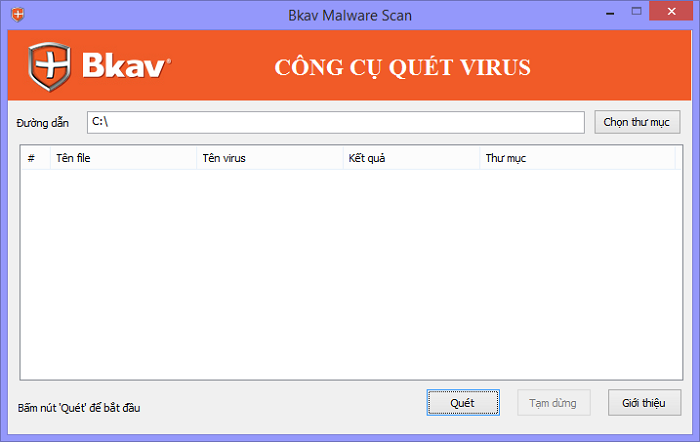 Bkav Malware Scan
Bkav®
CÔNG CỤ QUÉT VIRUS
Đường dẫn
C:\
Chọn thư mục
# Tên file Tên virus Kết quả Thư mục
Bấm nút 'Quét' để bắt đầu
Quét
Tạm dừng
Giới thiệu